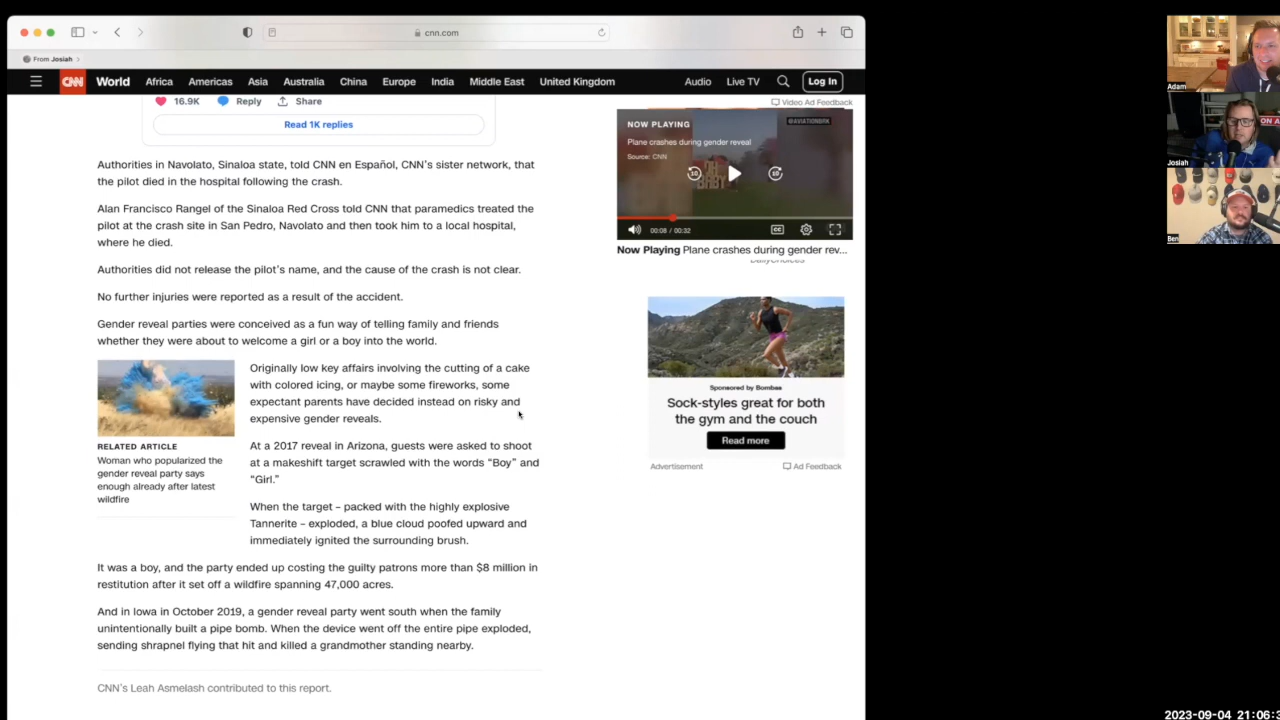 cnn.com
From Josiah
CNN World Africa Americas Asia Australia China Europe India Middle East United Kingdom Audio Live TV Log In
16.9K Reply Share
Read 1K replies
Authorities in Navolato, Sinaloa state, told CNN en Español, CNN’s sister network, that
the pilot died in the hospital following the crash.
Alan Francisco Rangel of the Sinaloa Red Cross told CNN that paramedics treated the
pilot at the crash site in San Pedro, Navolato and then took him to a local hospital,
where he died.
Authorities did not release the pilot’s name, and the cause of the crash is not clear.
No further injuries were reported as a result of the accident.
Gender reveal parties were conceived as a fun way of telling family and friends
whether they were about to welcome a girl or a boy into the world.
Originally low key affairs involving the cutting of a cake
with colored icing, or maybe some fireworks, some
expectant parents have decided instead on risky and
expensive gender reveals.
RELATED ARTICLE
Woman who popularized the
gender reveal party says
enough already after latest
wildfire
At a 2017 reveal in Arizona, guests were asked to shoot
at a makeshift target scrawled with the words “Boy” and
“Girl.”
When the target – packed with the highly explosive
Tannerite – exploded, a blue cloud poofed upward and
immediately ignited the surrounding brush.
It was a boy, and the party ended up costing the guilty patrons more than $8 million in
restitution after it set off a wildfire spanning 47,000 acres.
And in Iowa in October 2019, a gender reveal party went south when the family
unintentionally built a pipe bomb. When the device went off the entire pipe exploded,
sending shrapnel flying that hit and killed a grandmother standing nearby.
CNN’s Leah Asmelash contributed to this report.
Video Ad Feedback
NOW PLAYING
Plane crashes during gender reveal
Source: CNN
BABY
10
10
00:08 / 00:32
CC
Now Playing Plane crashes during gender rev...
Sponsored by Bombas
Sock-styles great for both
the gym and the couch
Read more
Advertisement Ad Feedback
Adam
ON A
Josiah
Ben
2023-09-04 21:06:3